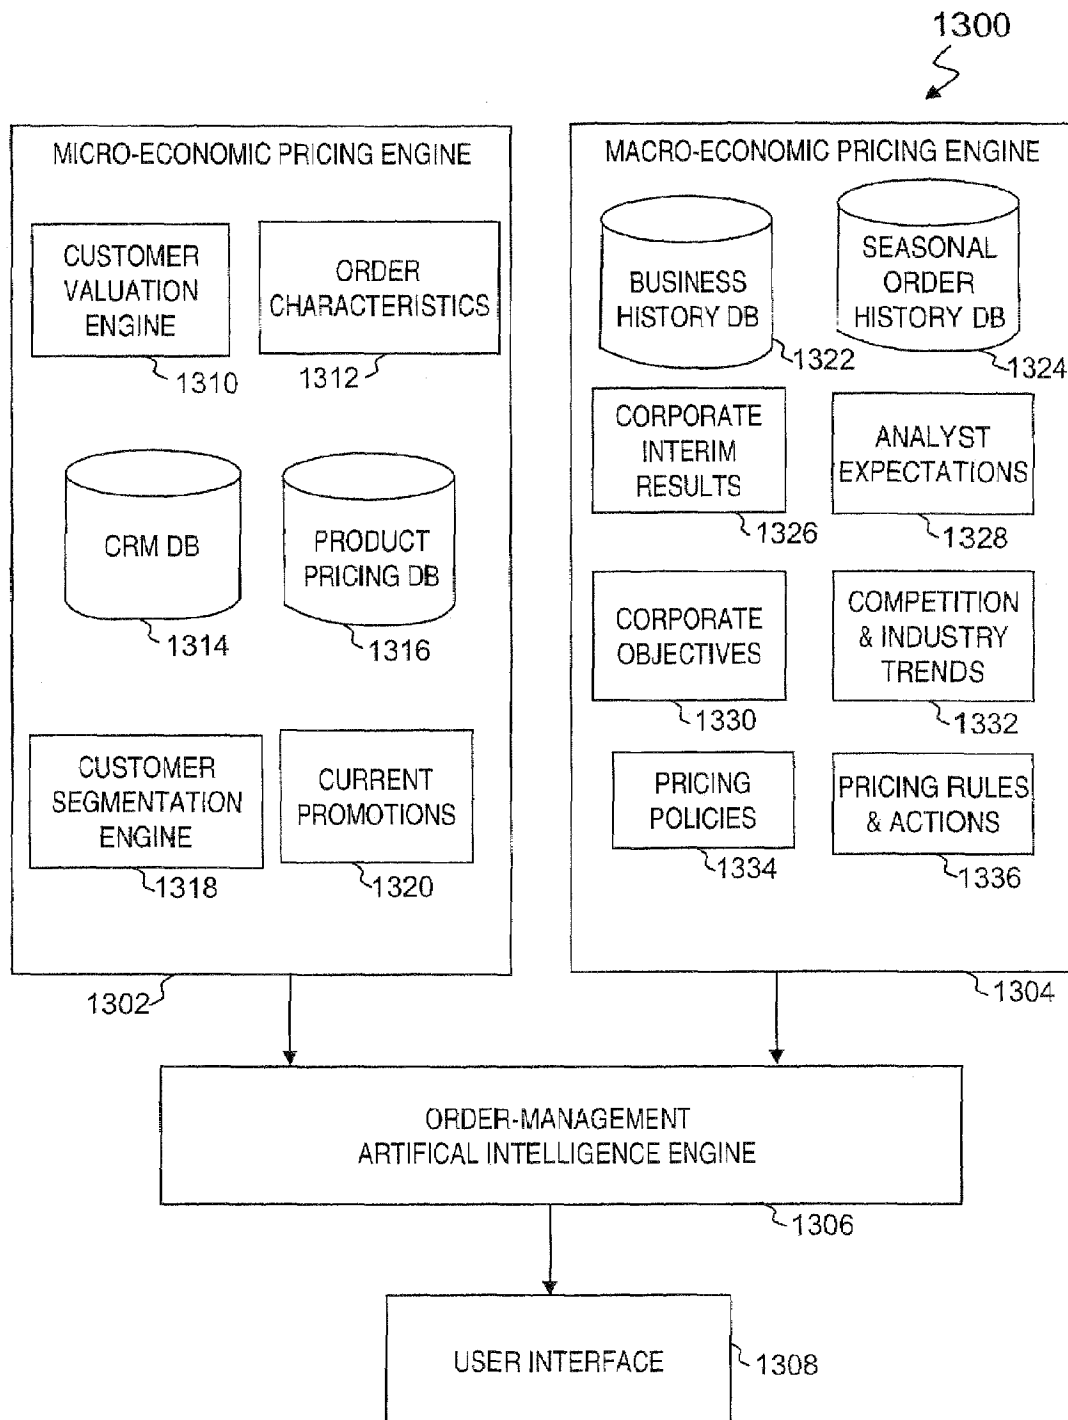 1300
MICRO-ECONOMIC PRICING ENGINE
CUSTOMER
VALUATION
ENGINE
1310
ORDER
CHARACTERISTICS
1312
CRM DB
1314
PRODUCT
PRICING DB
1316
CUSTOMER
SEGMENTATION
ENGINE
1318
CURRENT
PROMOTIONS
1320
1302
MACRO-ECONOMIC PRICING ENGINE
BUSINESS
HISTORY DB
1322
SEASONAL
ORDER
HISTORY DB
1324
CORPORATE
INTERIM
RESULTS
1326
ANALYST
EXPECTATIONS
1328
CORPORATE
OBJECTIVES
1330
COMPETITION
& INDUSTRY
TRENDS
1332
PRICING
POLICIES
1334
PRICING RULES
& ACTIONS
1336
1304
ORDER-MANAGEMENT
ARTIFICAL INTELLIGENCE ENGINE
1306
USER INTERFACE
1308